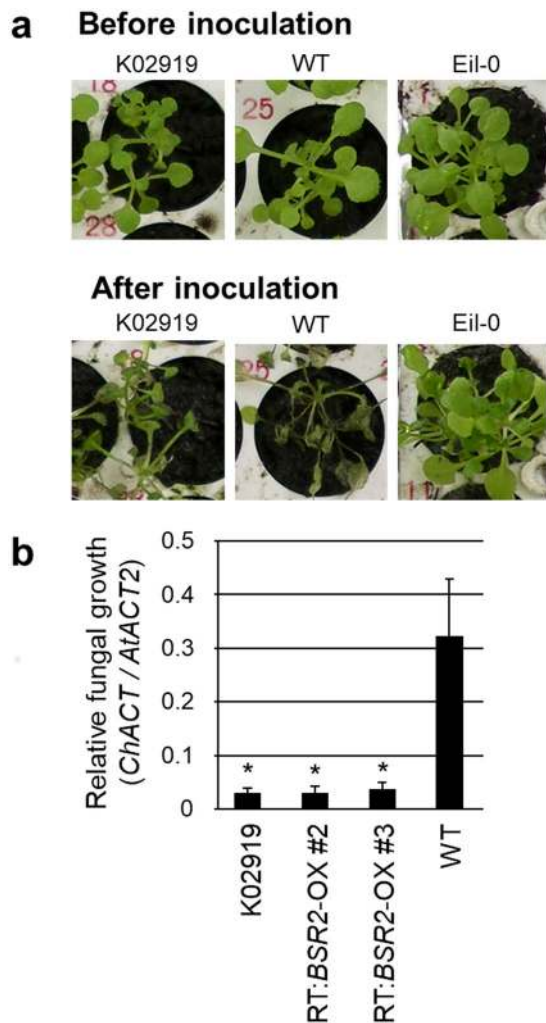 a Before inoculation
K02919 WT Eil-0
18
25
28
After inoculation
K02919 WT Eil-0
b
Relative fungal growth
(ChACT / AtACT2)
0.5
0.4
0.3
0.2
0.1
0
* * *
K02919
RT:BSR2-OX #2
RT:BSR2-OX #3
WT